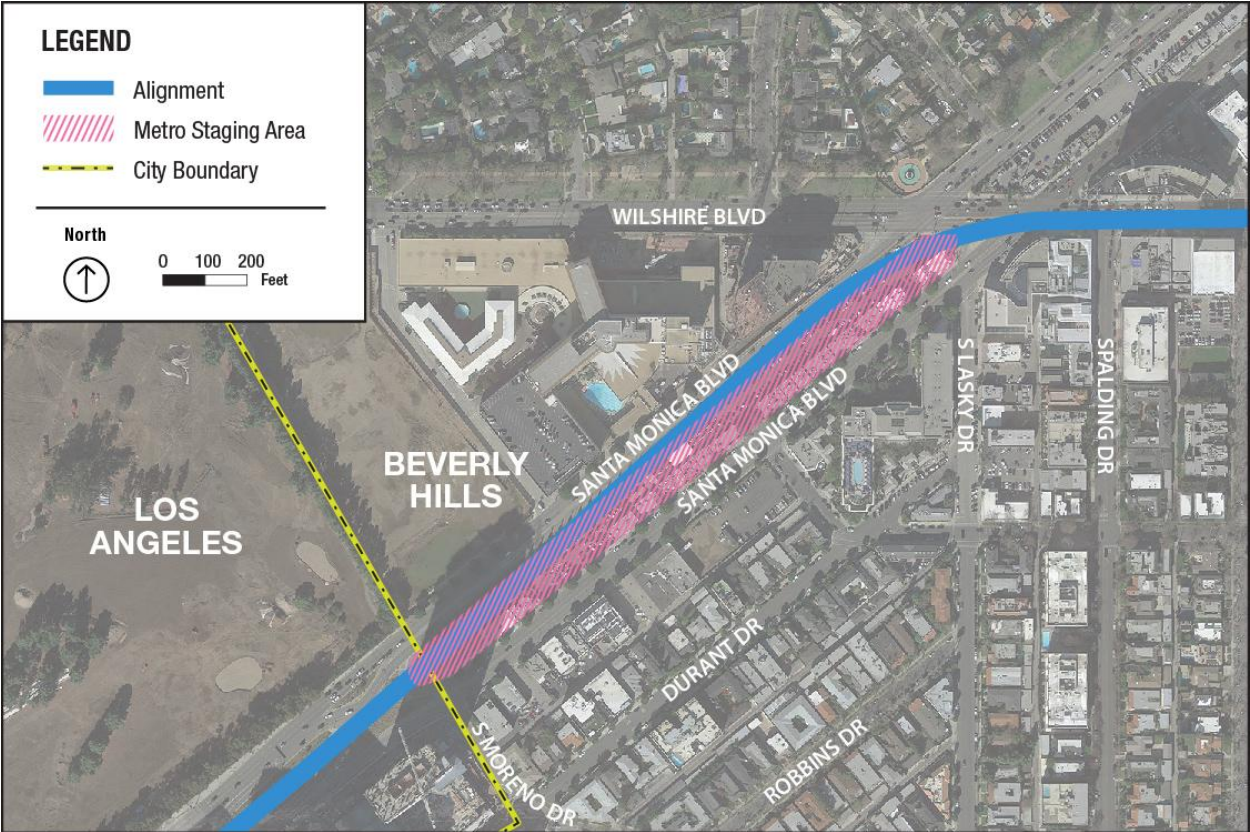 LEGEND
Alignment
Metro Staging Area
City Boundary
North
0 100 200
Feet
WILSHIRE BLVD
SANTA MONICA BLVD
SANTA MONICA BLVD
S LASKY DR
SPALDING DR
BEVERLY
HILLS
LOS
ANGELES
DURANT DR
ROBBINS DR
S MORENO DR